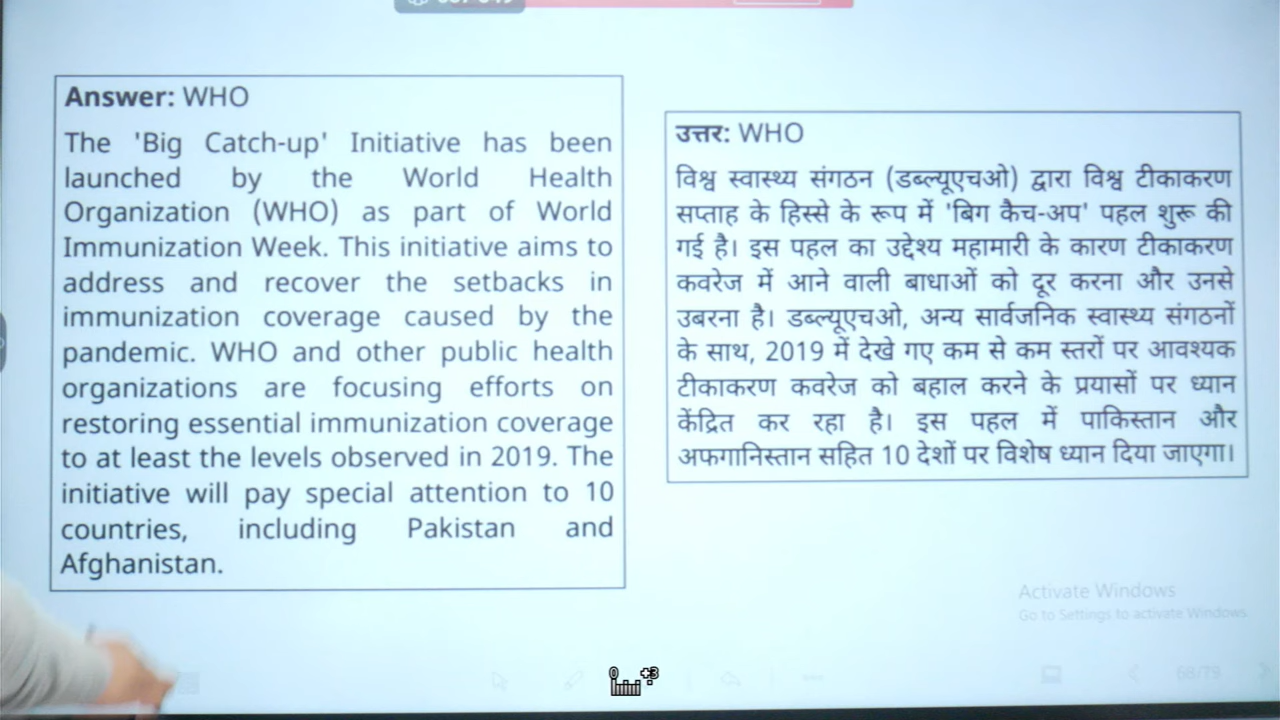 Answer: WHO
The 'Big Catch-up' Initiative has been
launched by the World Health
Organization (WHO) as part of World
Immunization Week. This initiative aims to
address and recover the setbacks in
immunization coverage caused by the
pandemic. WHO and other public health
organizations are focusing efforts on
restoring essential immunization coverage
to at least the levels observed in 2019. The
initiative will pay special attention to 10
countries, including Pakistan and
Afghanistan.
उत्तर: WHO
विश्व स्वास्थ्य संगठन (डब्ल्यूएचओ) द्वारा विश्व टीकाकरण
सप्ताह के हिस्से के रूप में 'बिग कैच-अप' पहल शुरू की
गई है। इस पहल का उद्देश्य महामारी के कारण टीकाकरण
कवरेज में आने वाली बाधाओं को दूर करना और उनसे
उबरना है। डब्ल्यूएचओ, अन्य सार्वजनिक स्वास्थ्य संगठनों
के साथ, 2019 में देखे गए कम से कम स्तरों पर आवश्यक
टीकाकरण कवरेज को बहाल करने के प्रयासों पर ध्यान
केंद्रित कर रहा है। इस पहल में पाकिस्तान और
अफगानिस्तान सहित 10 देशों पर विशेष ध्यान दिया जाएगा।
Activate Windows
Go to Settings to activate Windows.
68/79